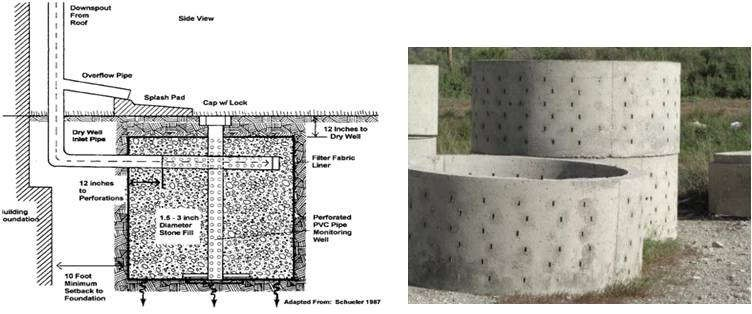 Downspout
From
Roof
Side View
Overflow Pipe
Splash Pad
Cap w/ Lock
Dry Well
Inlet Pipe
12 Inches to
Dry Well
Filter Fabric
Liner
12 inches
to
Perforations
1.5 - 3 inch
Diameter
Stone Fill
Perforated
PVC Pipe
Monitoring
Well
uilding
oundation
10 Foot
Minimum
Setback to
Foundation
Adapted From: Schueler 1987